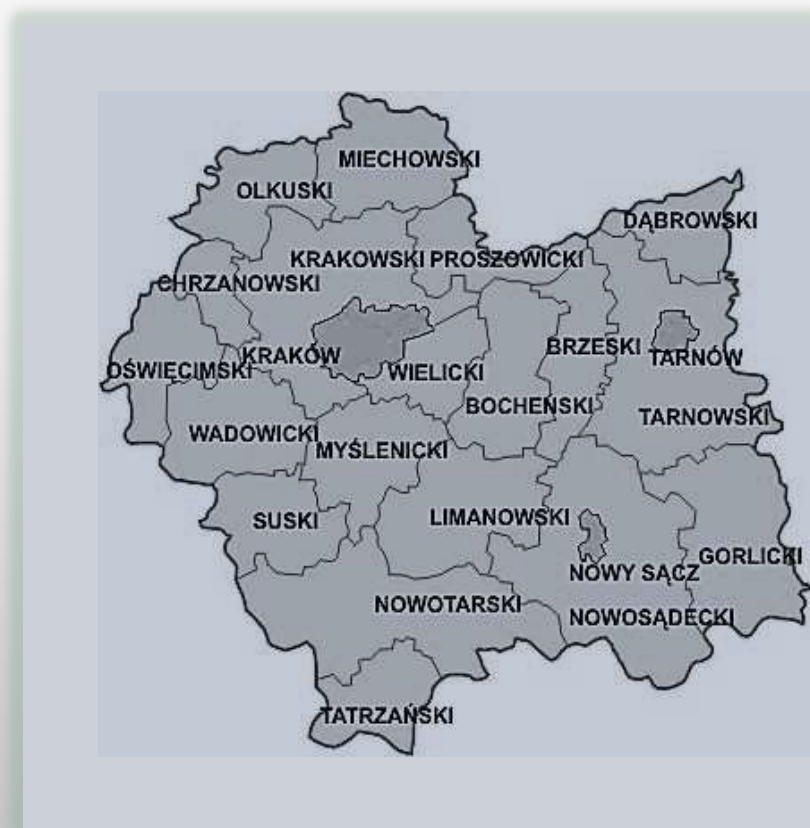 MIECHOWSKI
OLKUSKI
DĄBROWSKI
KRAKOWSKI
PROSZOWICKI
CHRZANOWSKI
BRZESKI
KRAKÓW
TARNÓW
OŚWIĘCIMSKI
WIELICKI
BOCHEŃSKI
TARNOWSKI
WADOWICKI
MYŚLENICKI
SUSKI
LIMANOWSKI
GORLICKI
NOWY SĄCZ
NOWOTARSKI
NOWOSĄDECKI
TATRZAŃSKI